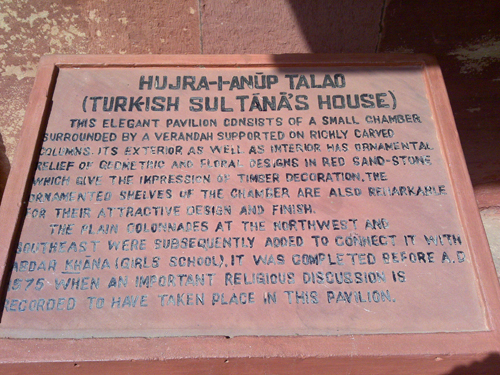 HUJRA-I-ANŪP TALAO
(TURKISH SULTĀNĀ'S HOUSE)
THIS ELEGANT PAVILION CONSISTS OF A SMALL CHAMBER
SURROUNDED BY A VERANDAH SUPPORTED ON RICHLY CARVED
COLUMNS. ITS EXTERIOR AS WELL AS INTERIOR HAS ORNAMENTAL
RELIEF OF GEOMETRIC AND FLORAL DESIGNS IN RED SAND-STONE
WHICH GIVE THE IMPRESSION OF TIMBER DECORATION. THE
ORNAMENTED SHELVES OF THE CHAMBER ARE ALSO REMARKABLE
FOR THEIR ATTRACTIVE DESIGN AND FINISH.
THE PLAIN COLONNADES AT THE NORTHWEST AND
SOUTHEAST WERE SUBSEQUENTLY ADDED TO CONNECT IT WITH
ABDAR KHĀNA (GIRLS SCHOOL). IT WAS COMPLETED BEFORE A.D
1575 WHEN AN IMPORTANT RELIGIOUS DISCUSSION IS
RECORDED TO HAVE TAKEN PLACE IN THIS PAVILION.